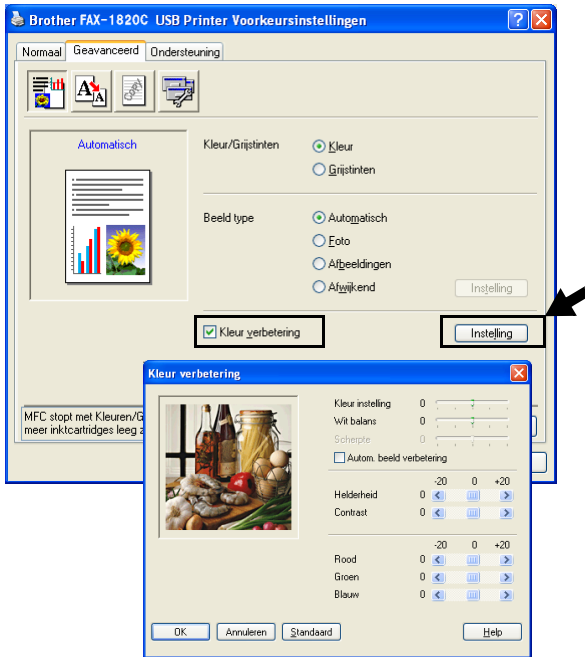 Brother FAX-1820C USB Printer Voorkeursinstellingen
Normaal Geavanceerd Ondersteuning
Automatisch
Kleur/Grijstinten
Kleur
Grijstinten
Beeld type
Automatisch
Foto
Afbeeldingen
Afwijkend
Instelling
Kleur verbetering
Instelling
MFC stopt met Kleuren/G
meer inktcartridges leeg z
Kleur verbetering
Kleur instelling 0
Wit balans 0
Scherpte 0
Autom. beeld verbetering
-20 0 +20
Helderheid 0
Contrast 0
-20 0 +20
Rood 0
Groen 0
Blauw 0
OK Annuleren Standaard Help